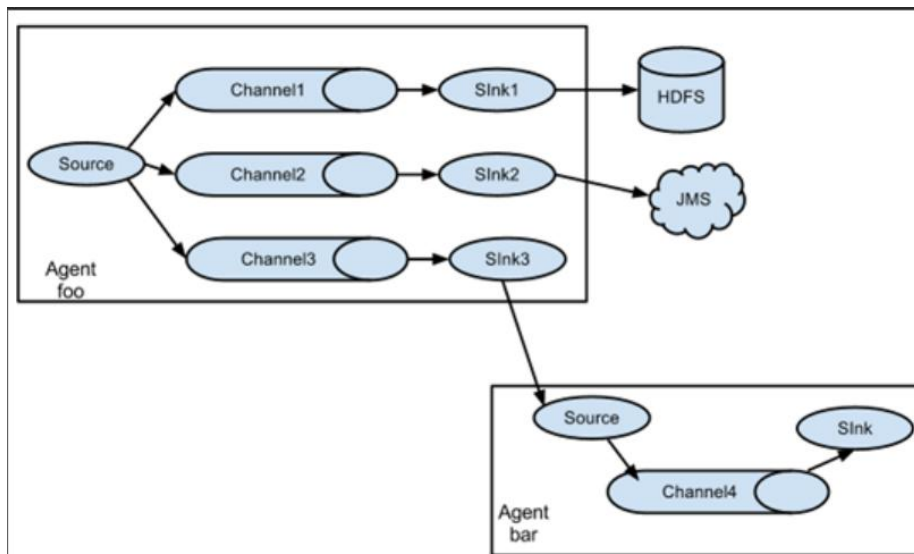 Channel1
SInk1
HDFS
Source
Channel2
SInk2
JMS
Channel3
SInk3
Agent
foo
Source
SInk
Channel4
Agent
bar